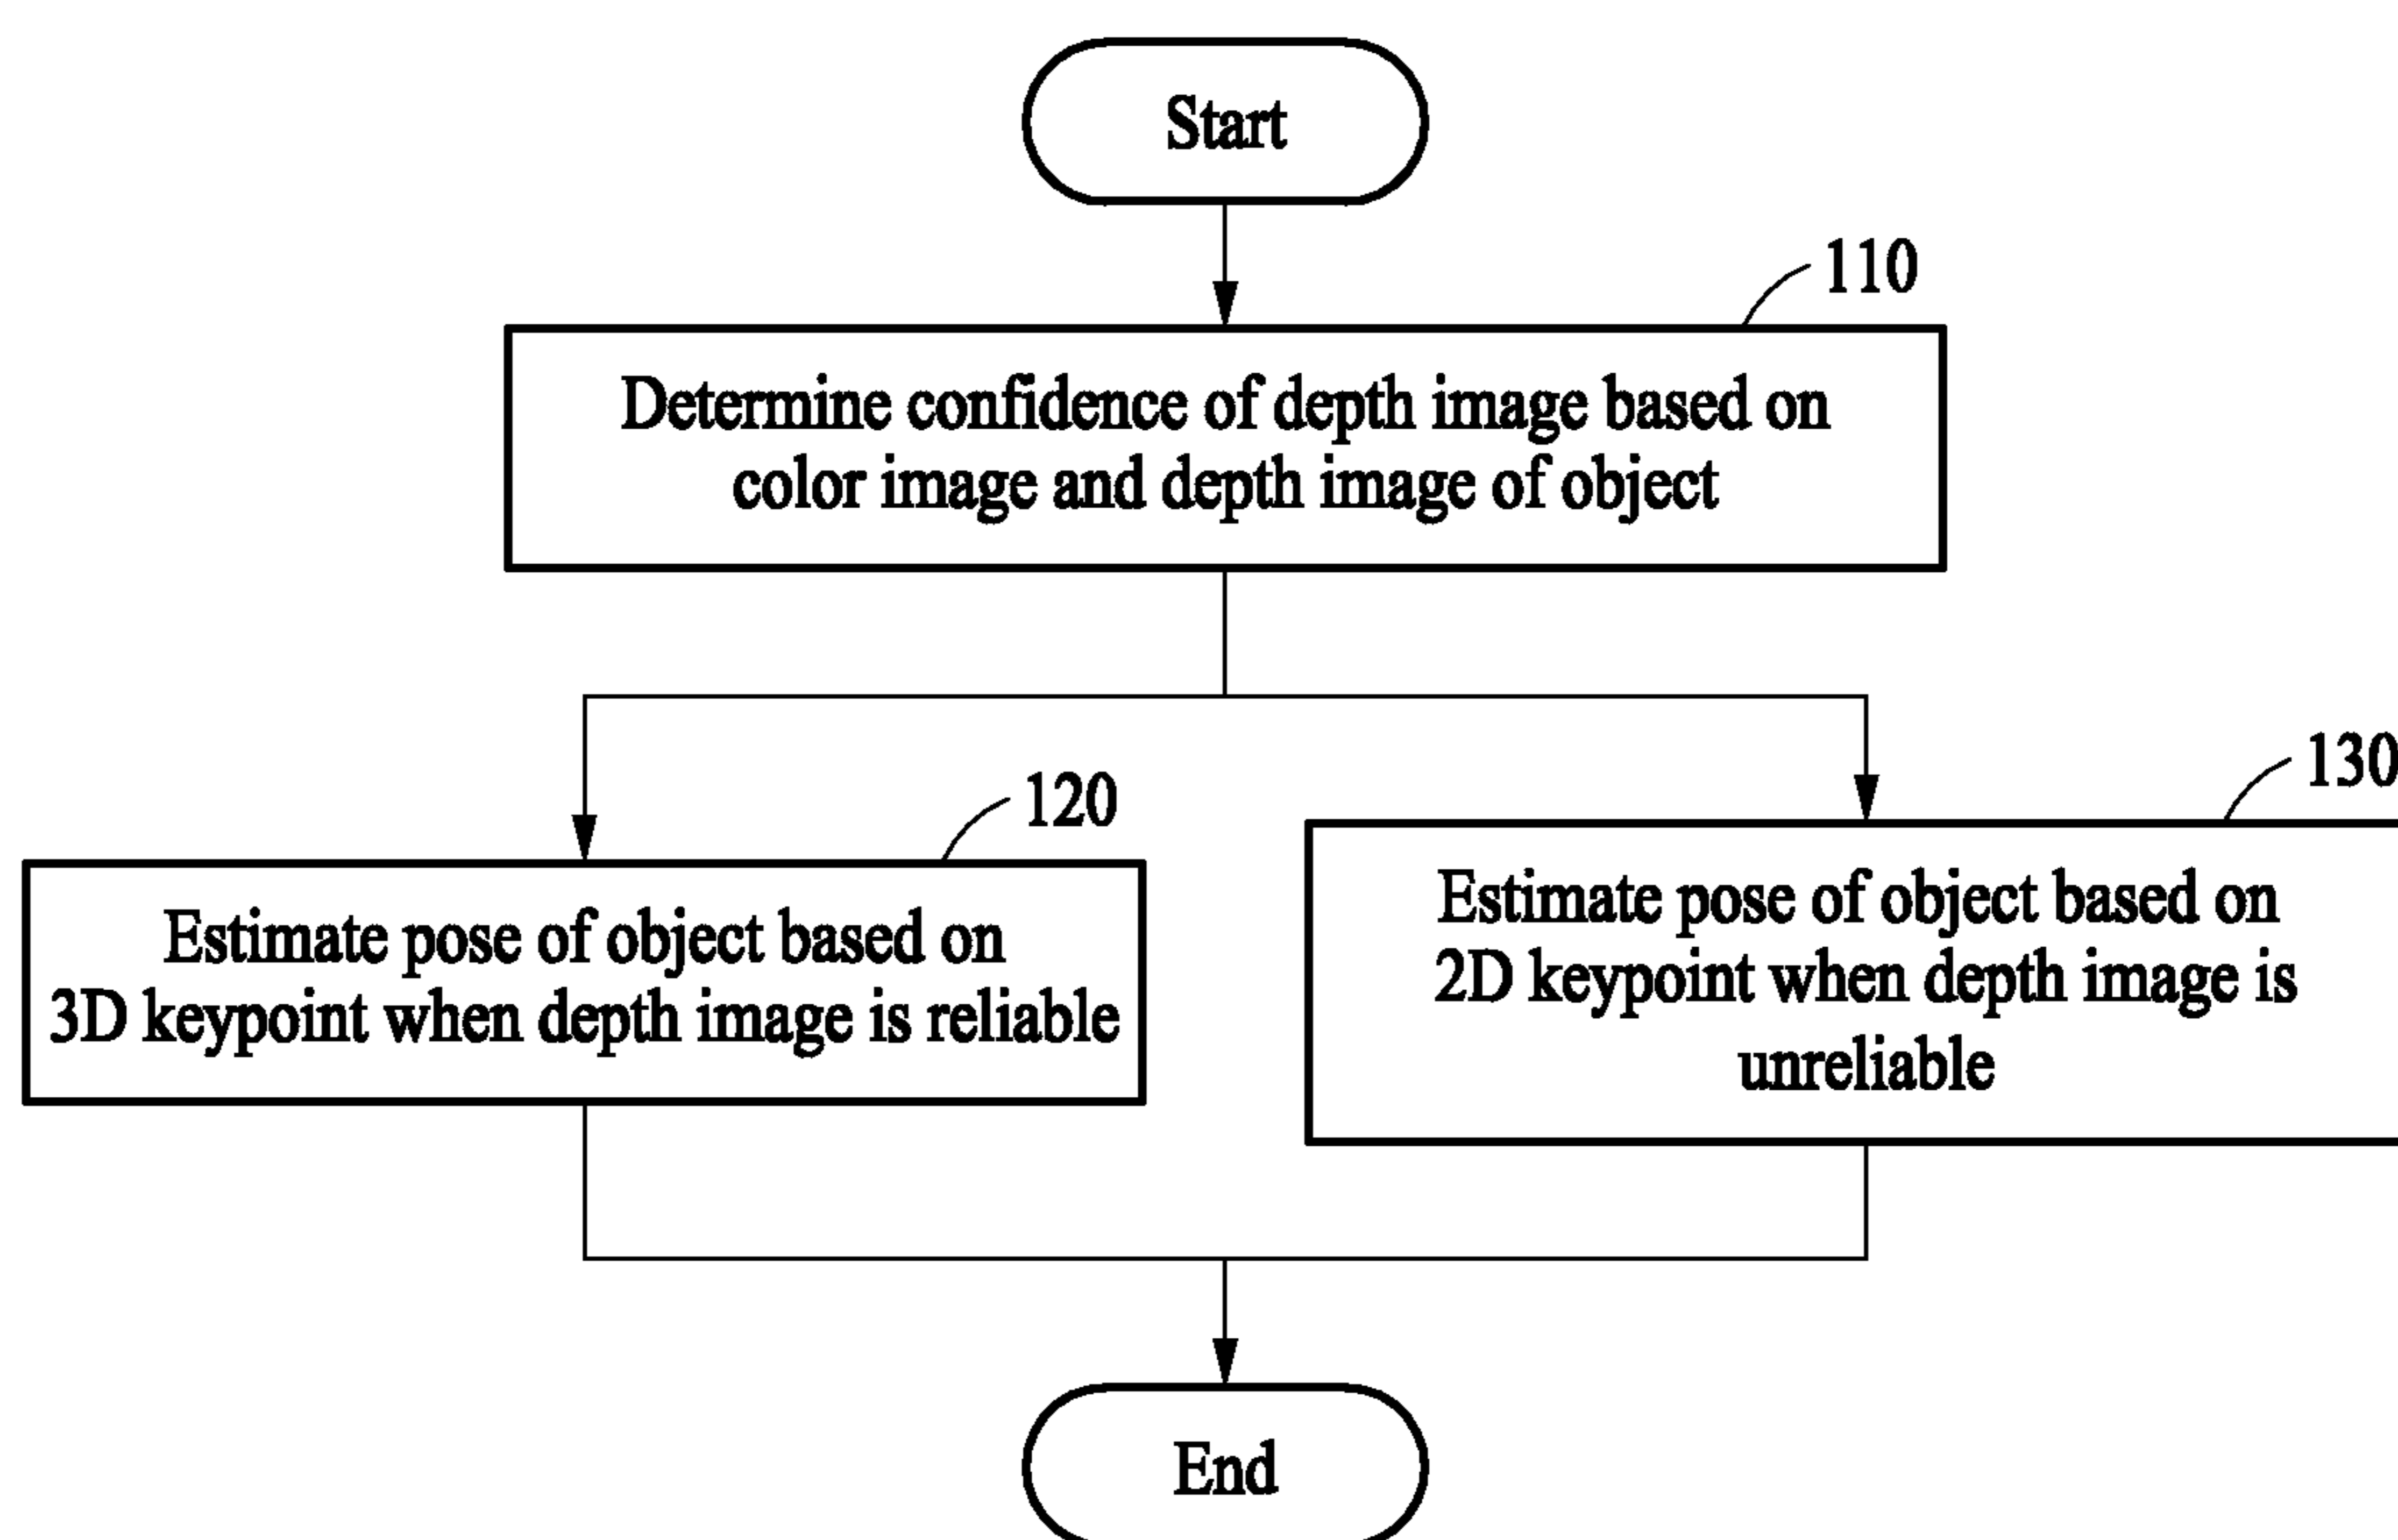 Start
110
Determine confidence of depth image based on
color image and depth image of object
120
Estimate pose of object based on
3D keypoint when depth image is reliable
130
Estimate pose of object based on
2D keypoint when depth image is
unreliable
End